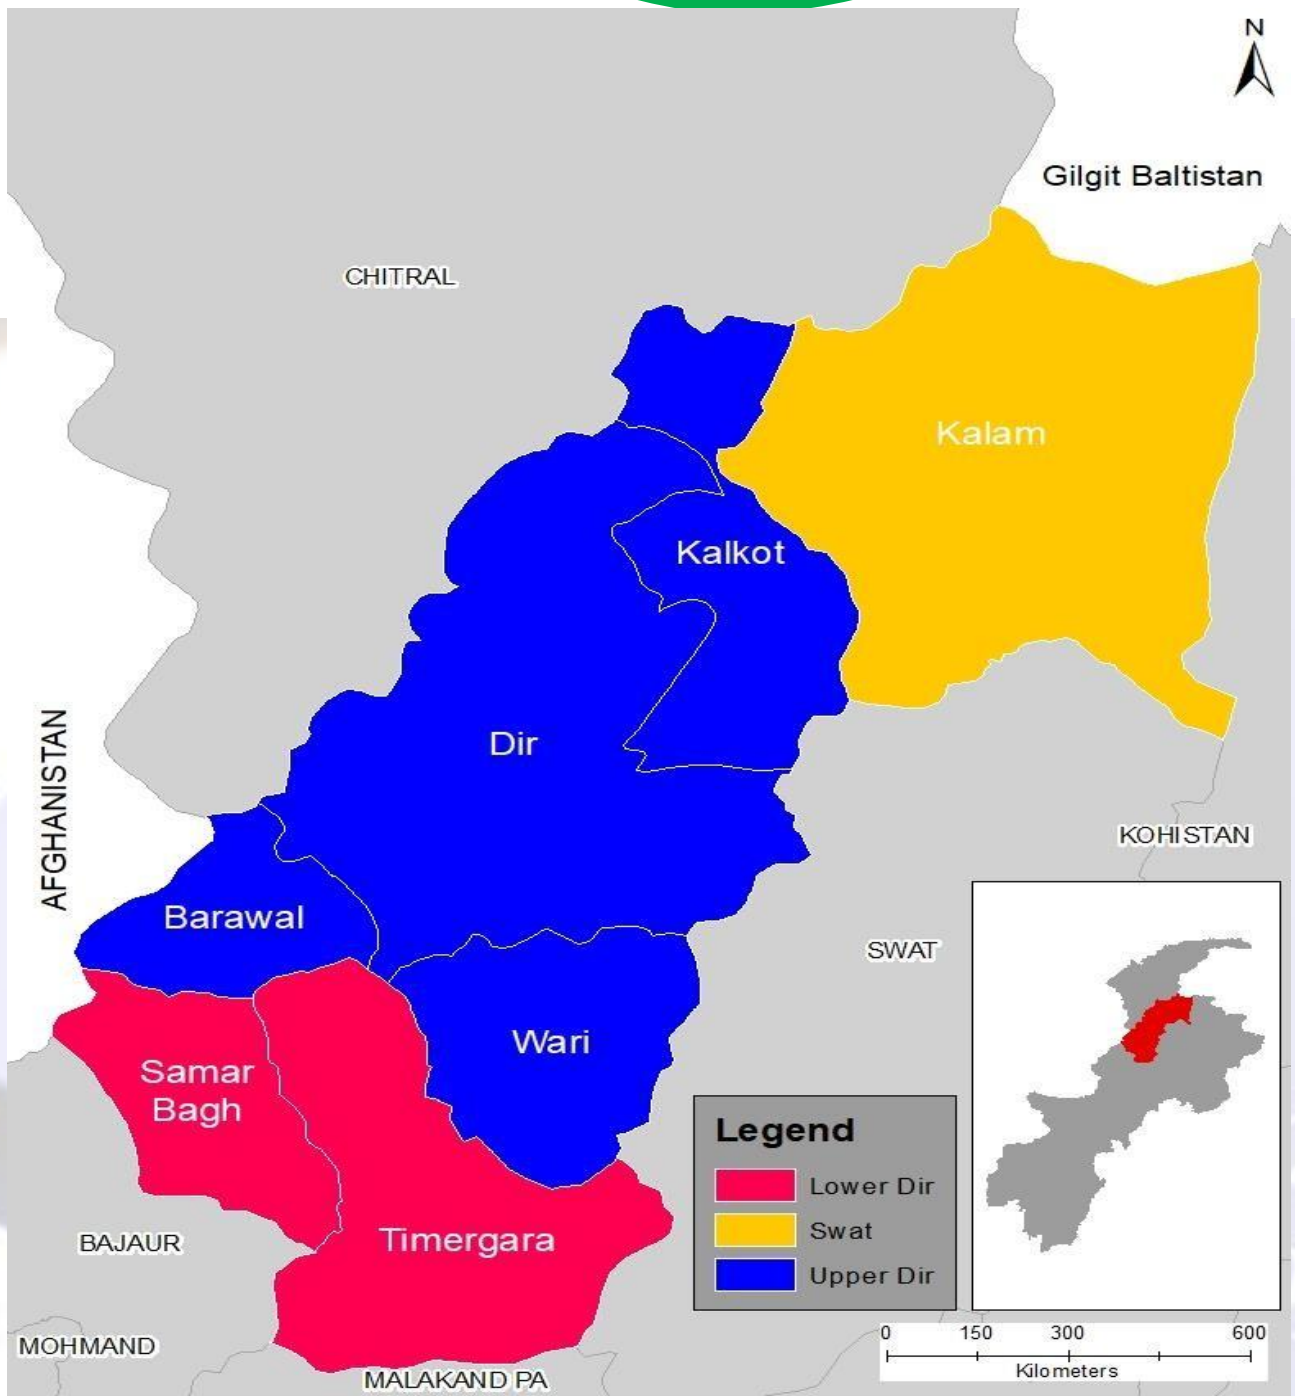 N
Gilgit Baltistan
CHITRAL
Kalam
Kalkot
Dir
AFGHANISTAN
KOHISTAN
Barawal
SWAT
Wari
Samar
Bagh
Legend
Lower Dir
Swat
Upper Dir
Timergara
BAJAUR
MOHMAND
MALAKAND PA
0 150 300 600
Kilometers